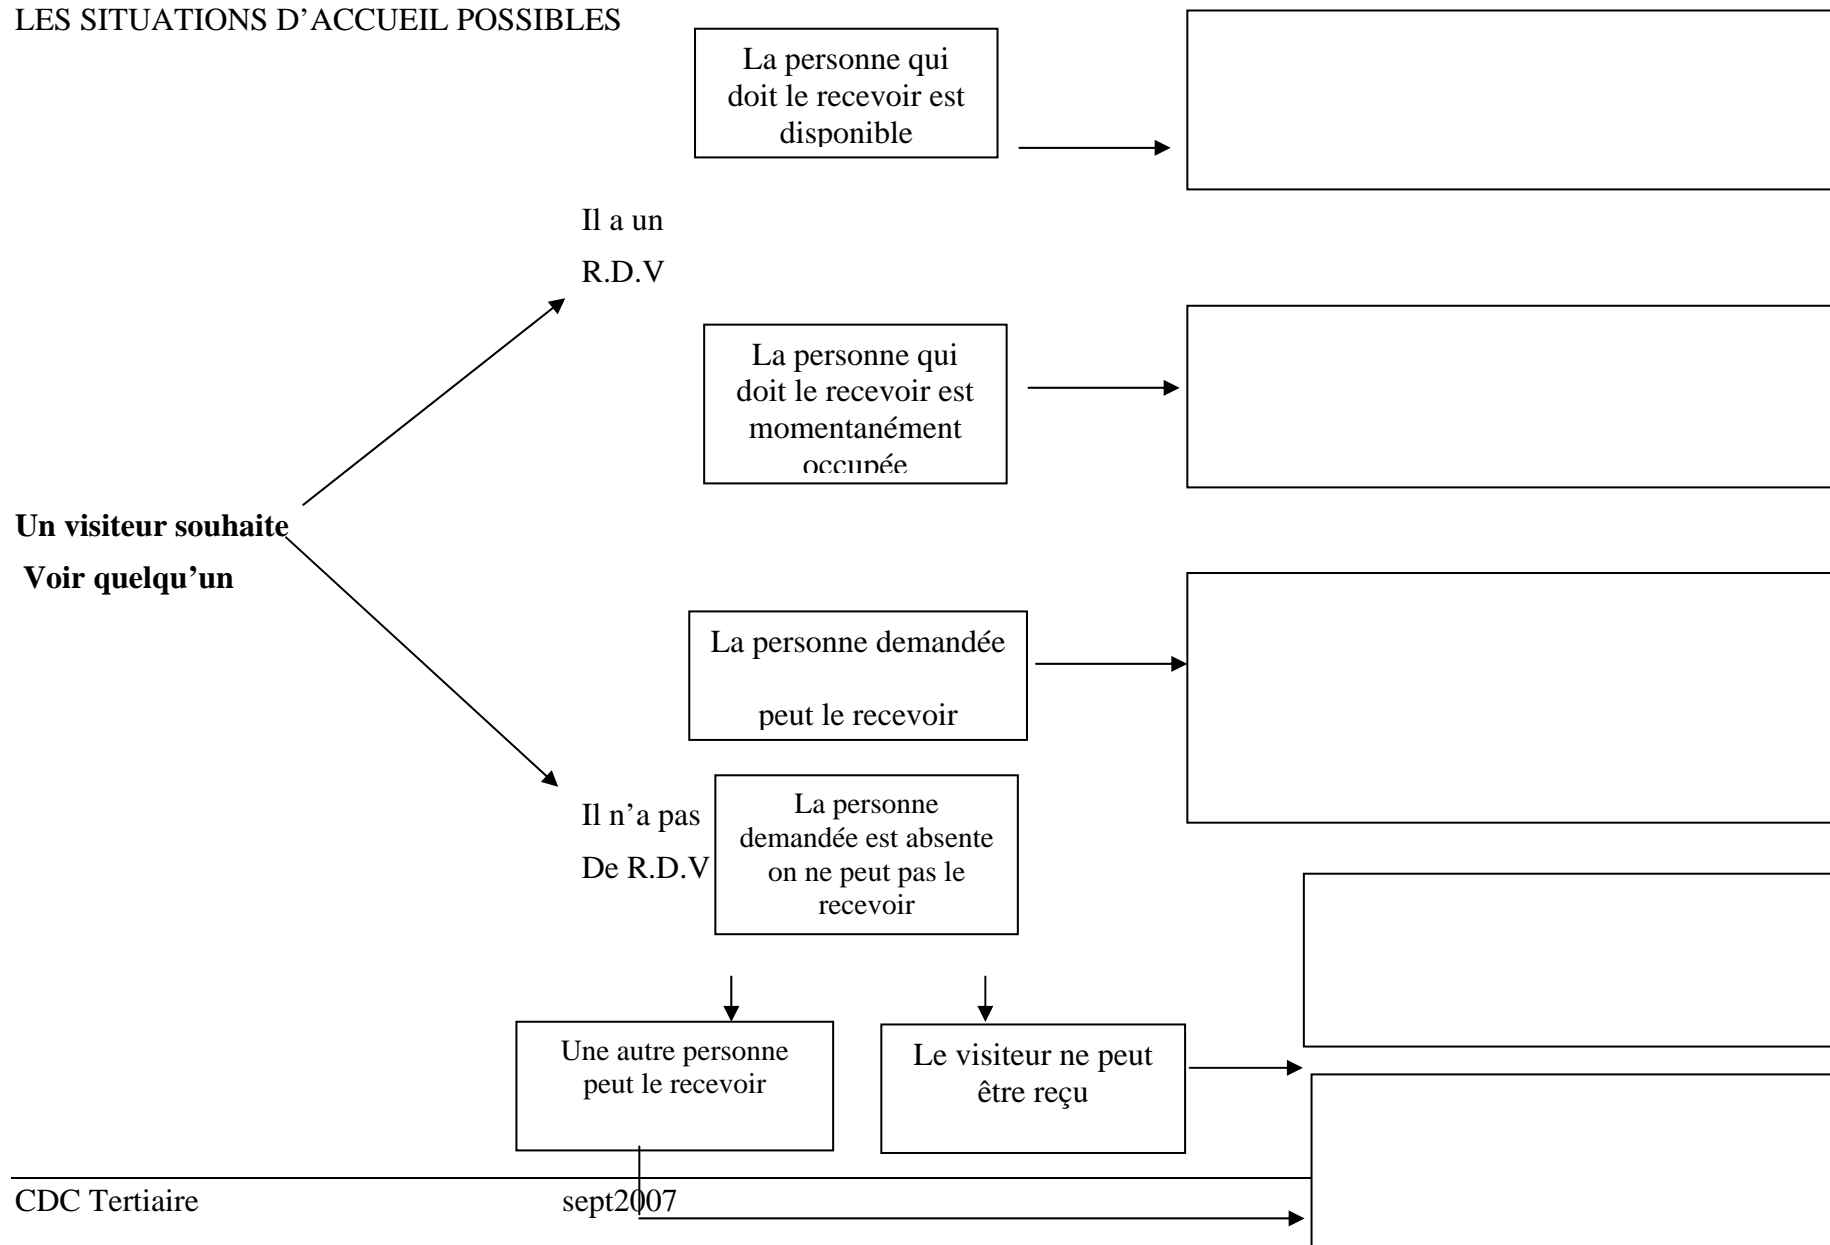 LES SITUATIONS D’ACCUEIL POSSIBLES
La personne qui
doit le recevoir est
disponible
Il a un
R.D.V
La personne qui
doit le recevoir est
momentanément
occupée
Un visiteur souhaite
Voir quelqu’un
La personne demandée
peut le recevoir
Il n’a pas
De R.D.V
La personne
demandée est absente
on ne peut pas le
recevoir
Une autre personne
peut le recevoir
Le visiteur ne peut
être reçu
CDC Tertiaire sept2007